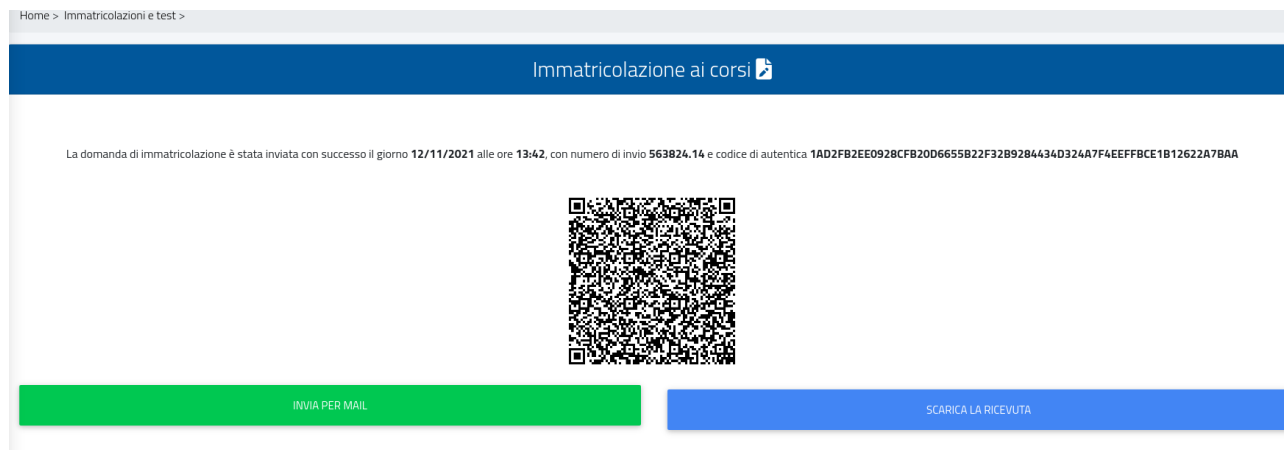 Home > Immatricolazioni e test >
Immatricolazione ai corsi
La domanda di immatricolazione è stata inviata con successo il giorno 12/11/2021 alle ore 13:42, con numero di invio 563824.14 e codice di autentica 1AD2FB2EE0928CFB20D6655B22F32B9284434D324A7F4EEFFBCE1B12622A7BAA
INVIA PER MAIL
SCARICA LA RICEVUTA